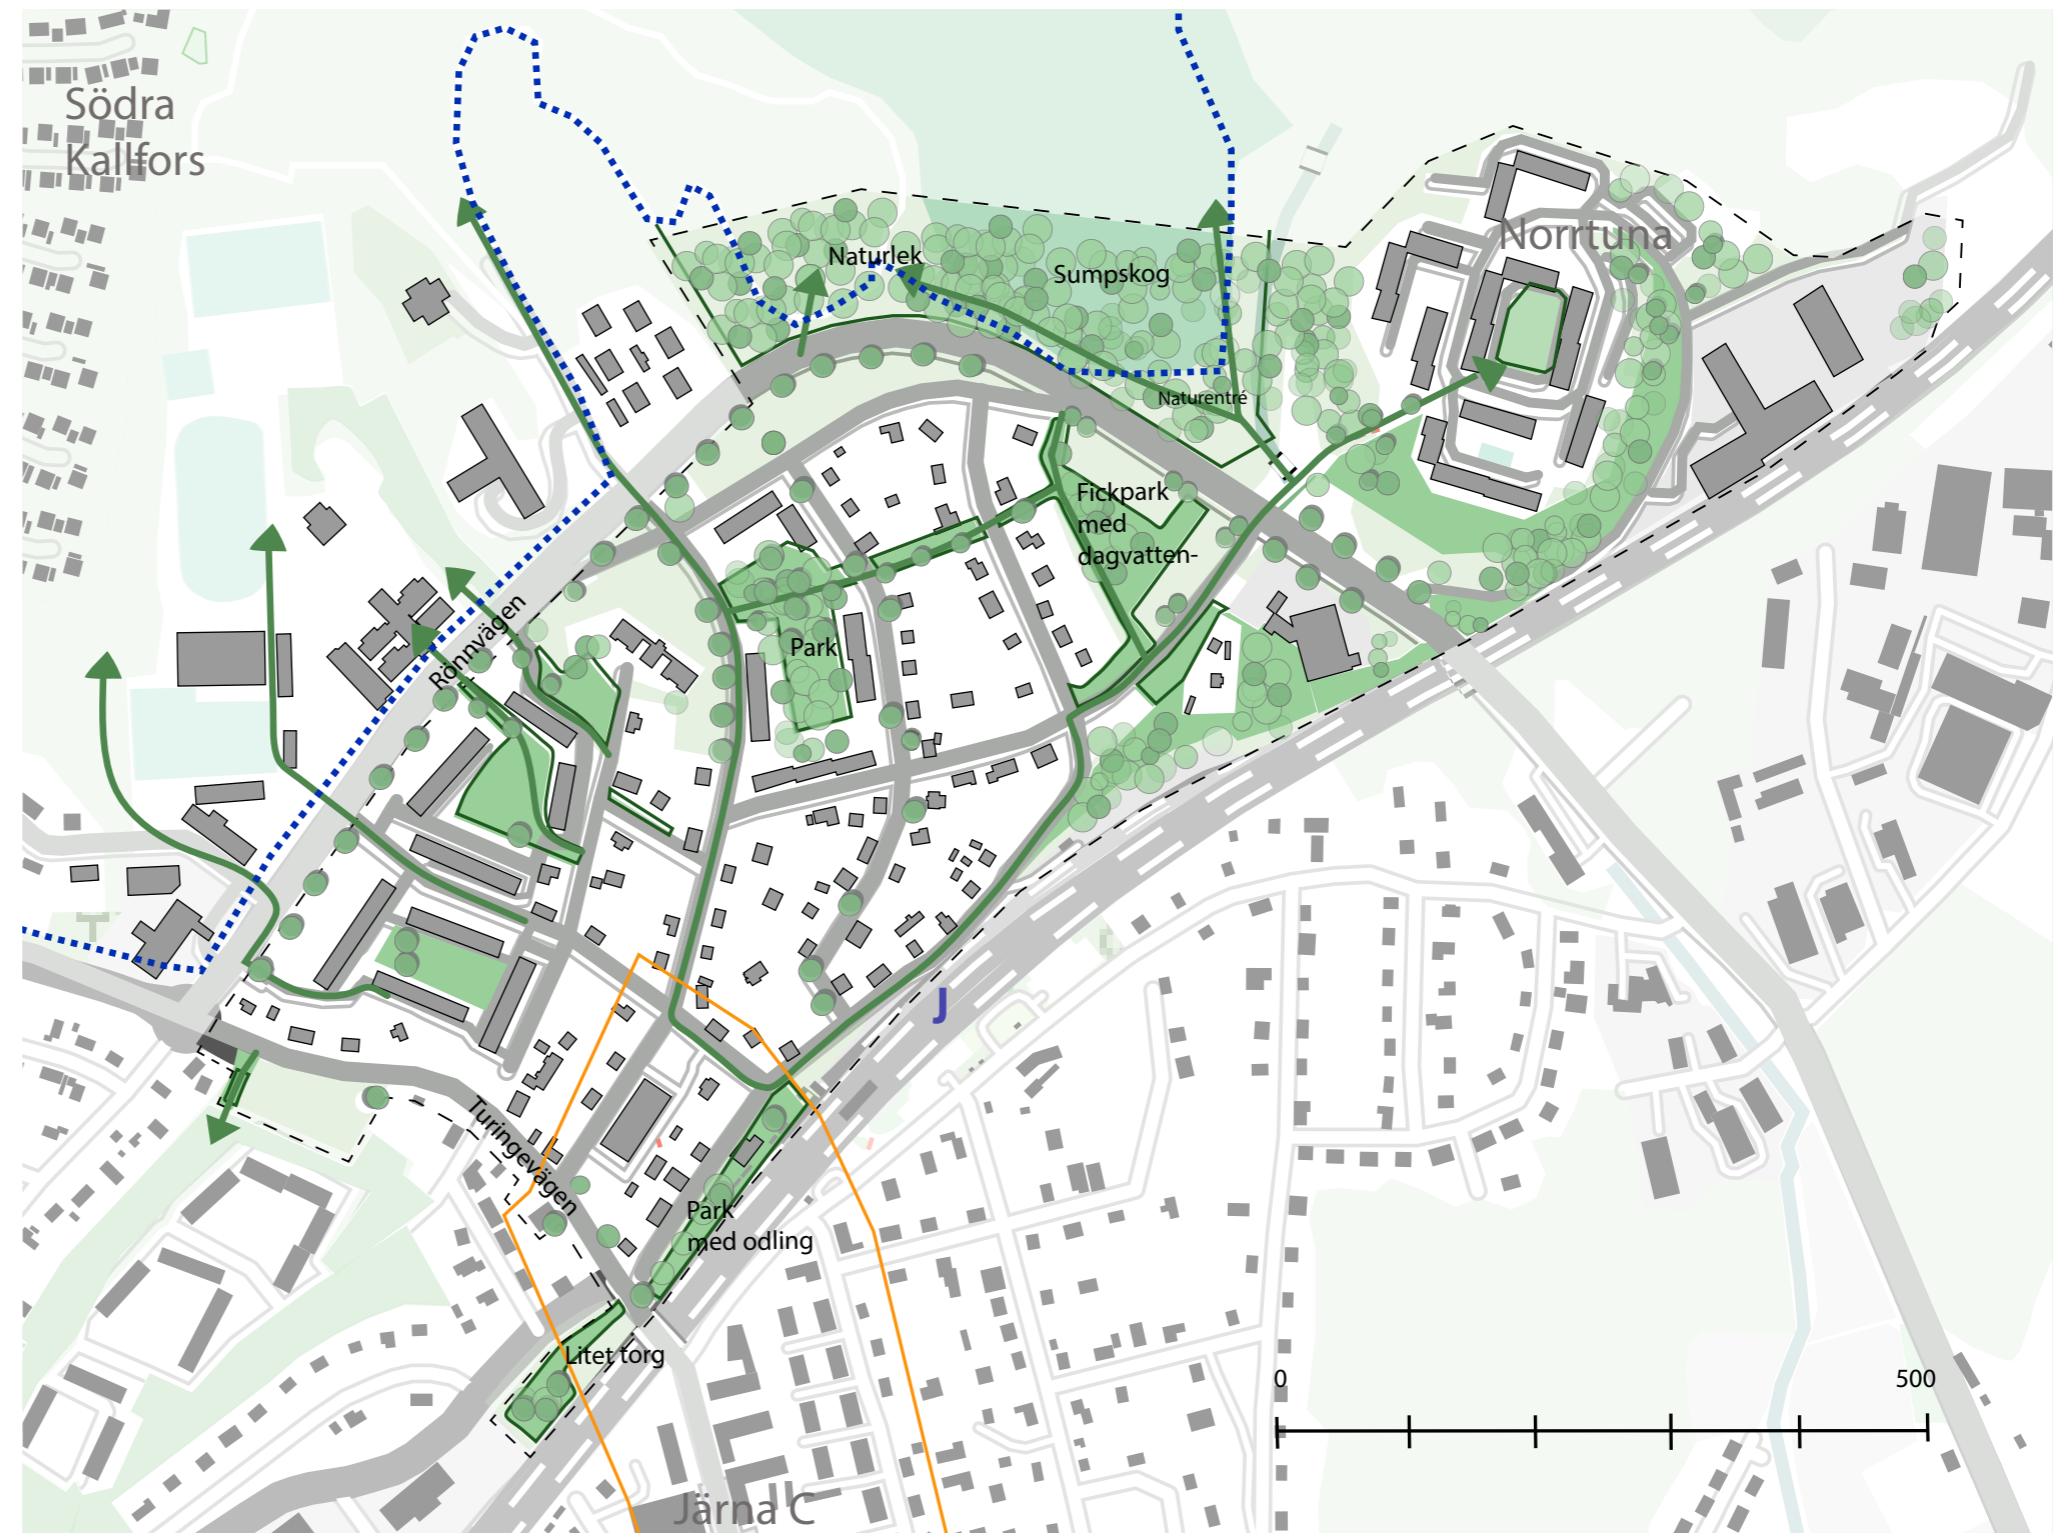 Södra
Kallfors
Norrtuna
Naturlek
Sumpskog
Naturentré
Fickpark
med
dagvatten-
Park
Rönnvägen
J
Turingevägen
Park
med odling
Litet torg
0
500
Järna C